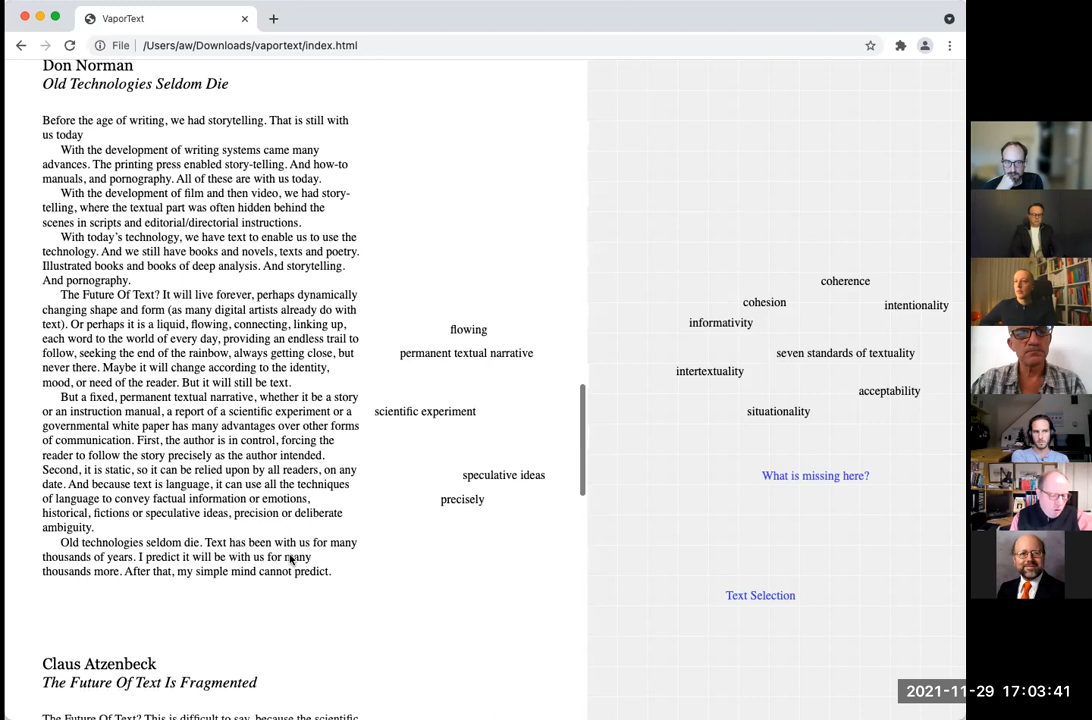 VaporText
File
/Users/aw/Downloads/vaportext/index.html
Don Norman
Old Technologies Seldom Die
Before the age of writing, we had storytelling. That is still with
us today
With the development of writing systems came many
advances. The printing press enabled story-telling. And how-to
manuals, and pornography. All of these are with us today.
With the development of film and then video, we had story-
telling, where the textual part was often hidden behind the
scenes in scripts and editorial/directorial instructions.
With today's technology, we have text to enable us to use the
technology. And we still have books and novels, texts and poetry.
Illustrated books and books of deep analysis. And storytelling.
And pornography.
The Future Of Text? It will live forever, perhaps dynamically
changing shape and form (as many digital artists already do with
text). Or perhaps it is a liquid, flowing, connecting, linking up,
each word to the world of every day, providing an endless trail to
follow, seeking the end of the rainbow, always getting close, but
never there. Maybe it will change according to the identity,
mood, or need of the reader. But it will still be text.
But a fixed, permanent textual narrative, whether it be a story
or an instruction manual, a report of a scientific experiment or a
governmental white paper has many advantages over other forms
of communication. First, the author is in control, forcing the
reader to follow the story precisely as the author intended.
Second, it is static, so it can be relied upon by all readers, on any
date. And because text is language, it can use all the techniques
of language to convey factual information or emotions,
historical, fictions or speculative ideas, precision or deliberate
ambiguity.
Old technologies seldom die. Text has been with us for many
thousands of years. I predict it will be with us for many
thousands more. After that, my simple mind cannot predict.
Claus Atzenbeck
The Future Of Text Is Fragmented
The Future Of Text? This is difficult to say, because the scientific
flowing
permanent textual narrative
scientific experiment
speculative ideas
precisely
coherence
cohesion
intentionality
informativity
seven standards of textuality
intertextuality
acceptability
situationality
What is missing here?
Text Selection
2021-11-29 17:03:41